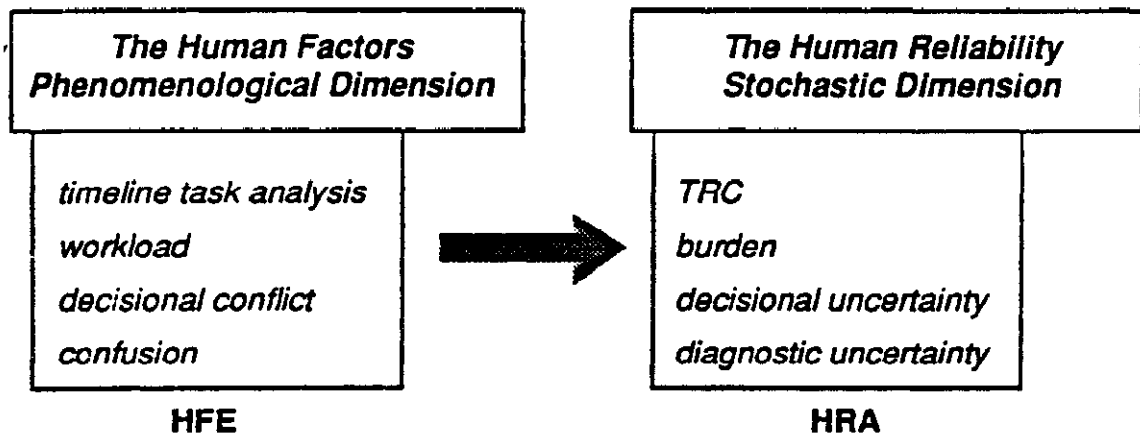 The Human Factors
Phenomenological Dimension
timeline task analysis
workload
decisional conflict
confusion
HFE
The Human Reliability
Stochastic Dimension
TRC
burden
decisional uncertainty
diagnostic uncertainty
HRA